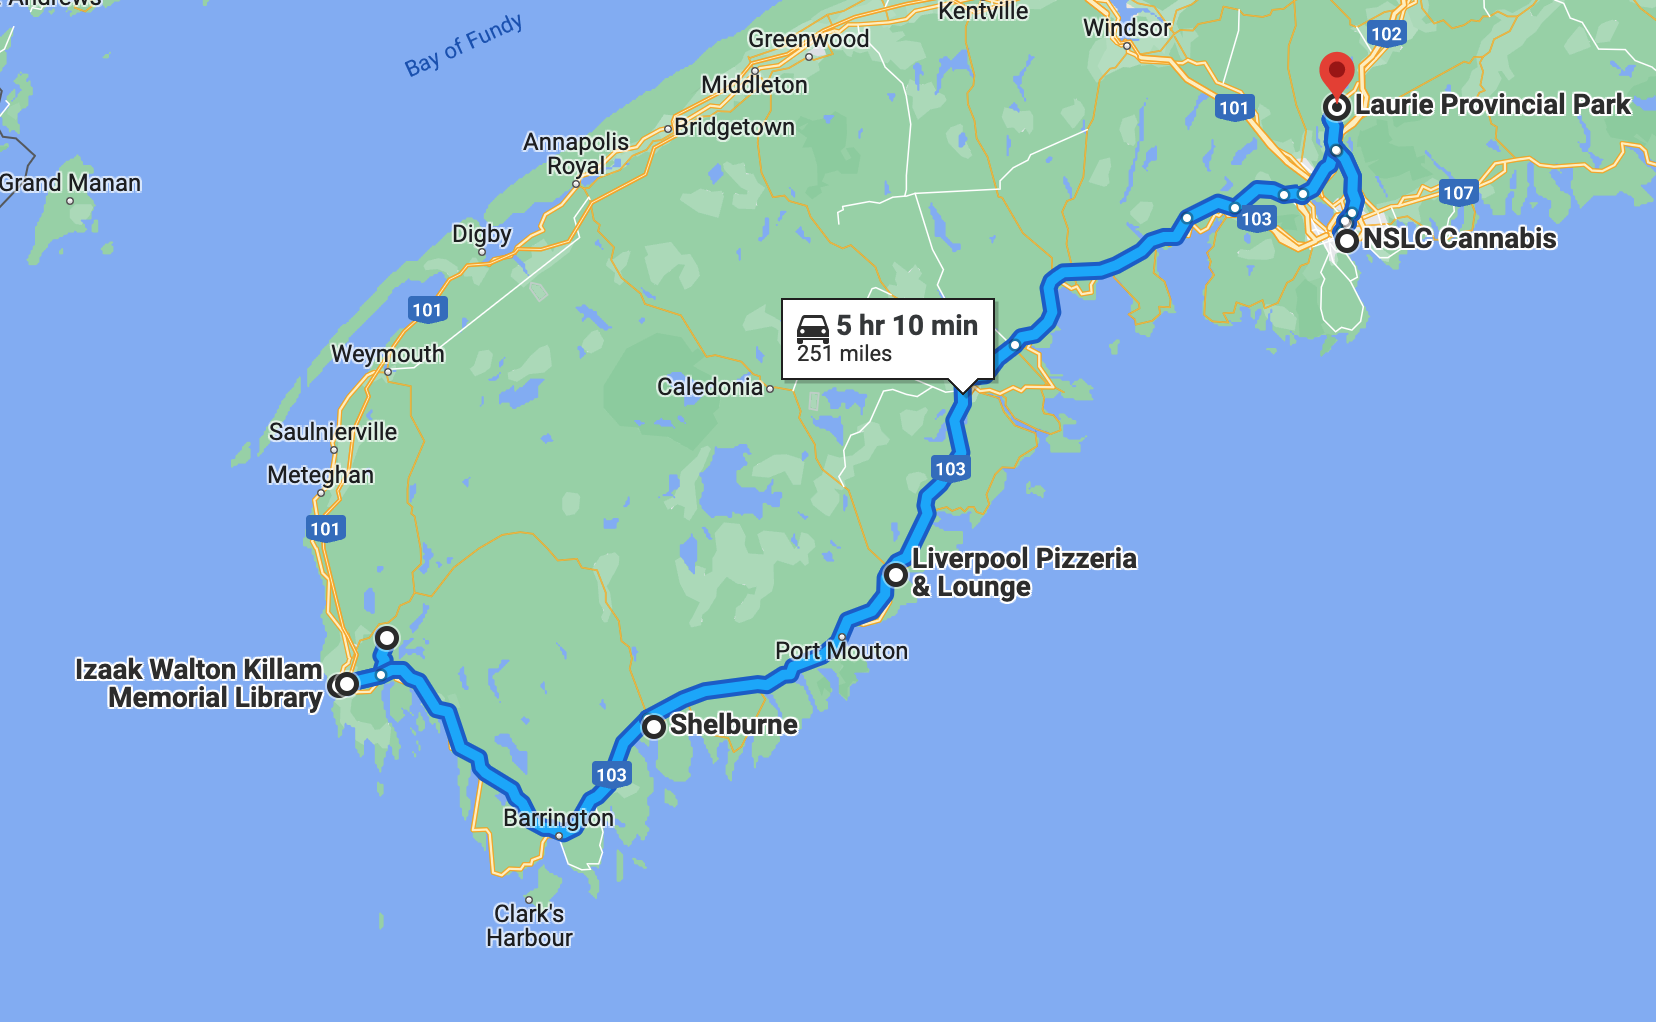 Andrews
Bay of Fundy
Kentville
Windsor
102
Greenwood
Middleton
101
Laurie Provincial Park
Bridgetown
Annapolis
Royal
Grand Manan
107
103
NSLC Cannabis
Digby
101
5 hr 10 min
251 miles
Weymouth
Caledonia
Saulnierville
Meteghan
103
101
Liverpool Pizzeria
& Lounge
Port Mouton
Izaak Walton Killam
Memorial Library
Shelburne
103
Barrington
Clark's
Harbour